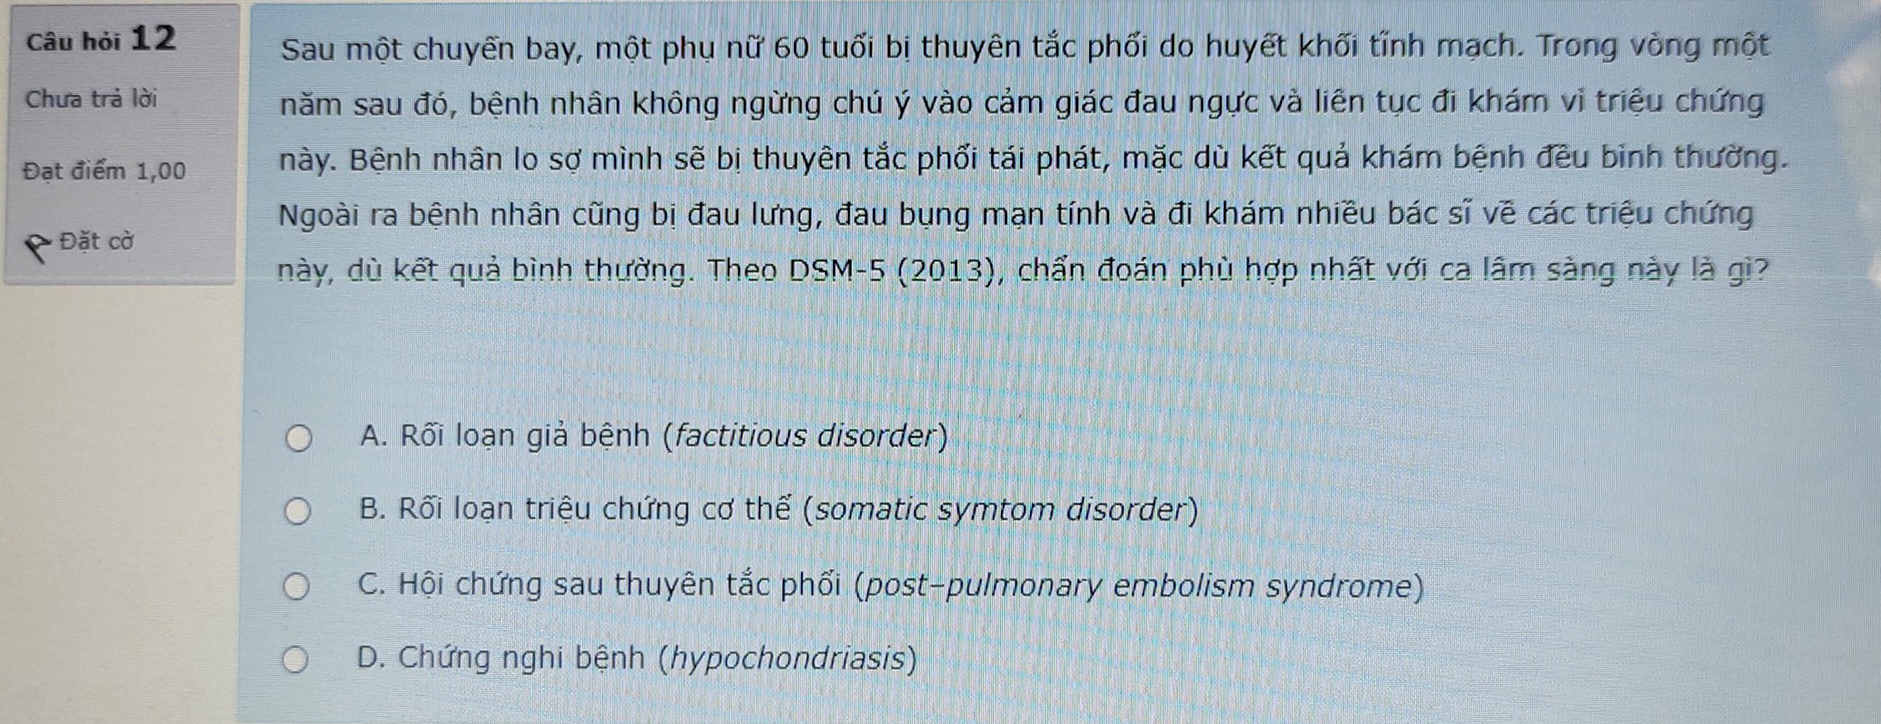 Câu hỏi 12
Chưa trả lời
Đạt điểm 1,00
Đặt cờ
Sau một chuyến bay, một phụ nữ 60 tuổi bị thuyên tắc phổi do huyết khối tĩnh mạch. Trong vòng một
năm sau đó, bệnh nhân không ngừng chú ý vào cảm giác đau ngực và liên tục đi khám vì triệu chứng
này. Bệnh nhân lo sợ mình sẽ bị thuyên tắc phổi tái phát, mặc dù kết quả khám bệnh đều bình thường.
Ngoài ra bệnh nhân cũng bị đau lưng, đau bụng mạn tính và đi khám nhiều bác sĩ về các triệu chứng
này, dù kết quả bình thường. Theo DSM-5 (2013), chẩn đoán phù hợp nhất với ca lâm sàng này là gì?
A. Rối loạn giả bệnh (factitious disorder)
B. Rối loạn triệu chứng cơ thể (somatic symtom disorder)
C. Hội chứng sau thuyên tắc phổi (post-pulmonary embolism syndrome)
D. Chứng nghi bệnh (hypochondriasis)